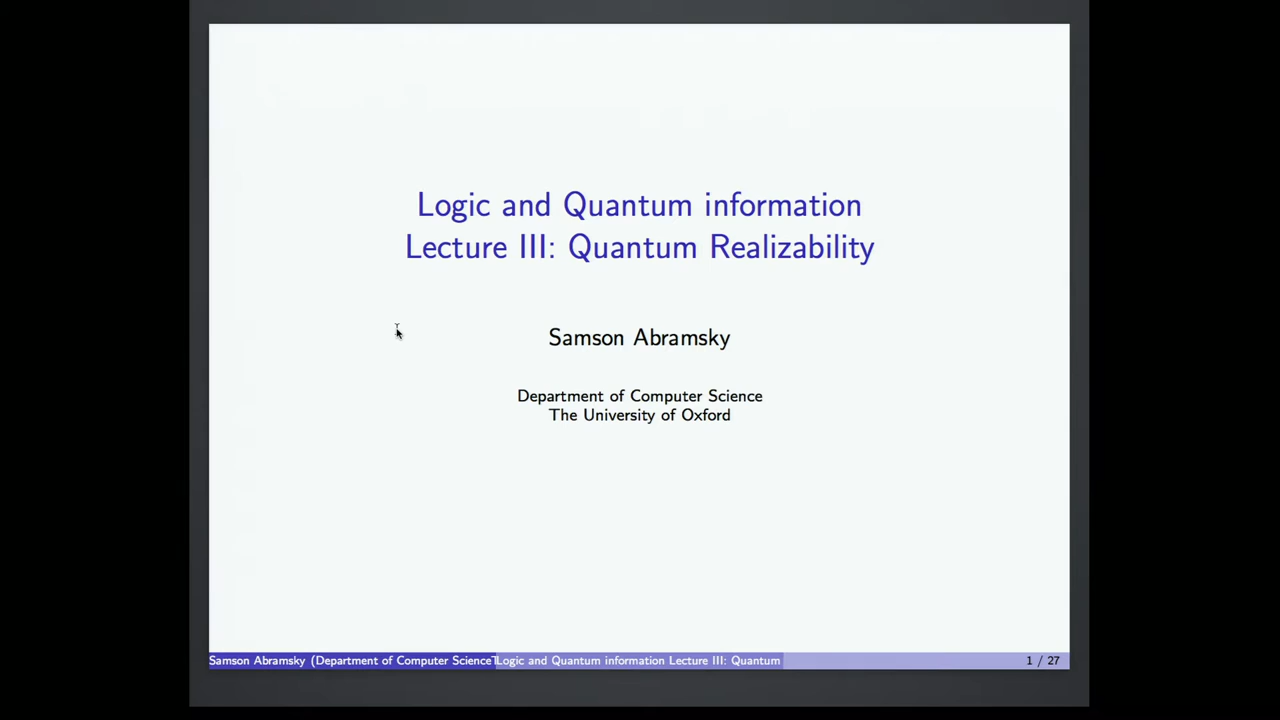 Logic and Quantum information
Lecture III: Quantum Realizability
Samson Abramsky
Department of Computer Science
The University of Oxford
Samson Abramsky (Department of Computer Science Logic and Quantum information Lecture III: Quantum 1 / 27